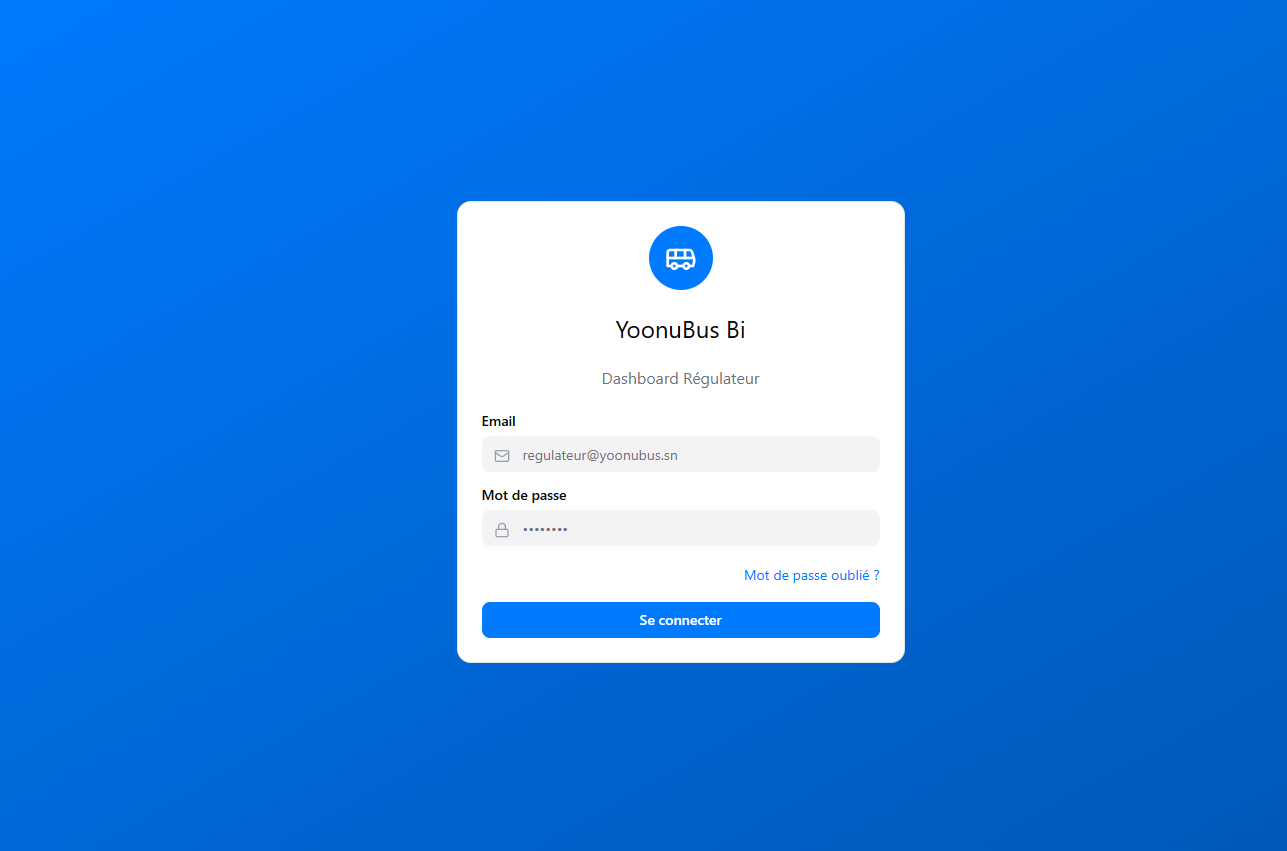 YoonuBus Bi
Dashboard Régulateur
Email
regulateur@yoonubus.sn
Mot de passe
••••••••
Mot de passe oublié ?
Se connecter